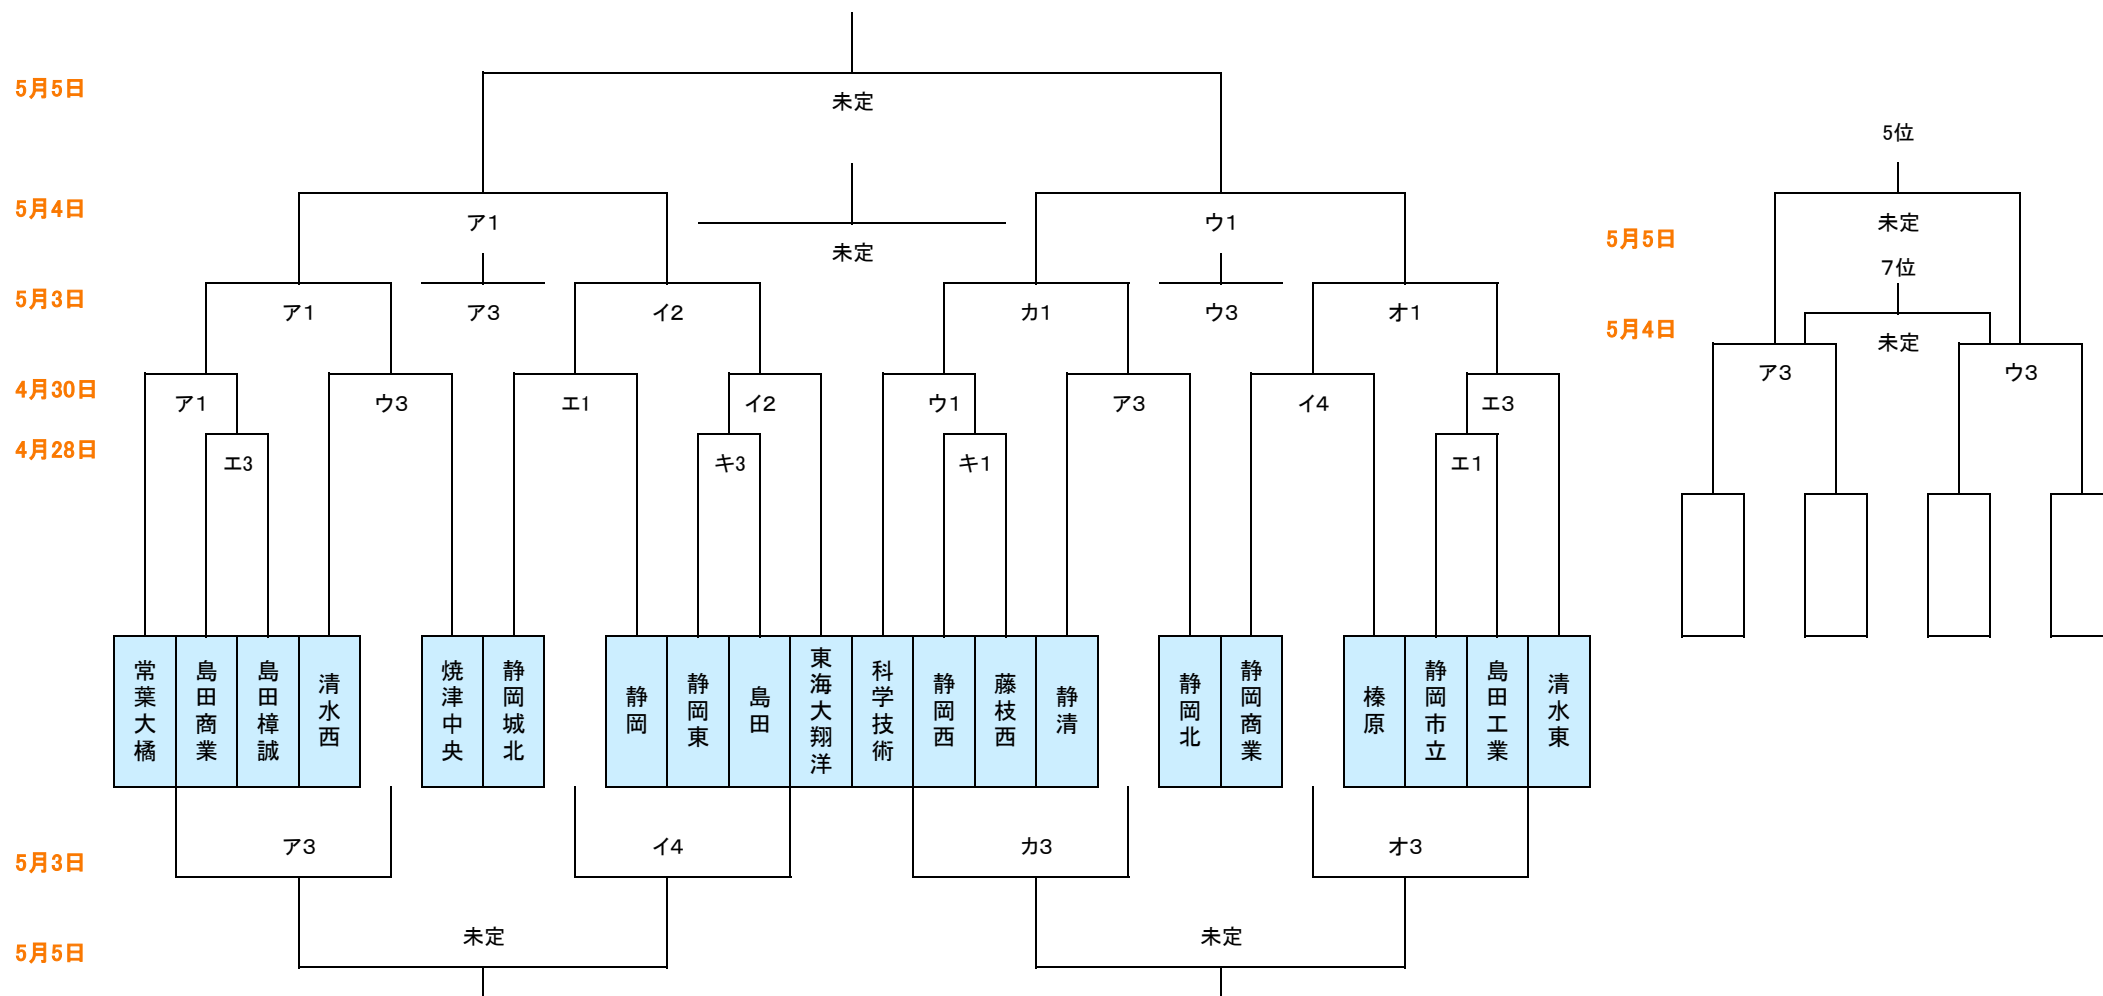 5月5日
未定
5位
5月4日
ア1
ウ1
未定
5月5日
未定
7位
5月3日
ア1
ア3
イ2
カ1
ウ3
オ1
5月4日
未定
ア3
ウ3
4月30日
ア1
ウ3
エ1
イ2
ウ1
ア3
イ4
エ3
4月28日
エ3
キ3
キ1
エ1
常葉大橘
島田商業
島田樟誠
清水西
焼津中央
静岡城北
静岡
静岡東
島田
東海大翔洋
科学技術
静岡西
藤枝西
静清
静岡北
静岡商業
榛原
静岡市立
島田工業
清水東
5月3日
ア3
イ4
カ3
オ3
5月5日
未定
未定